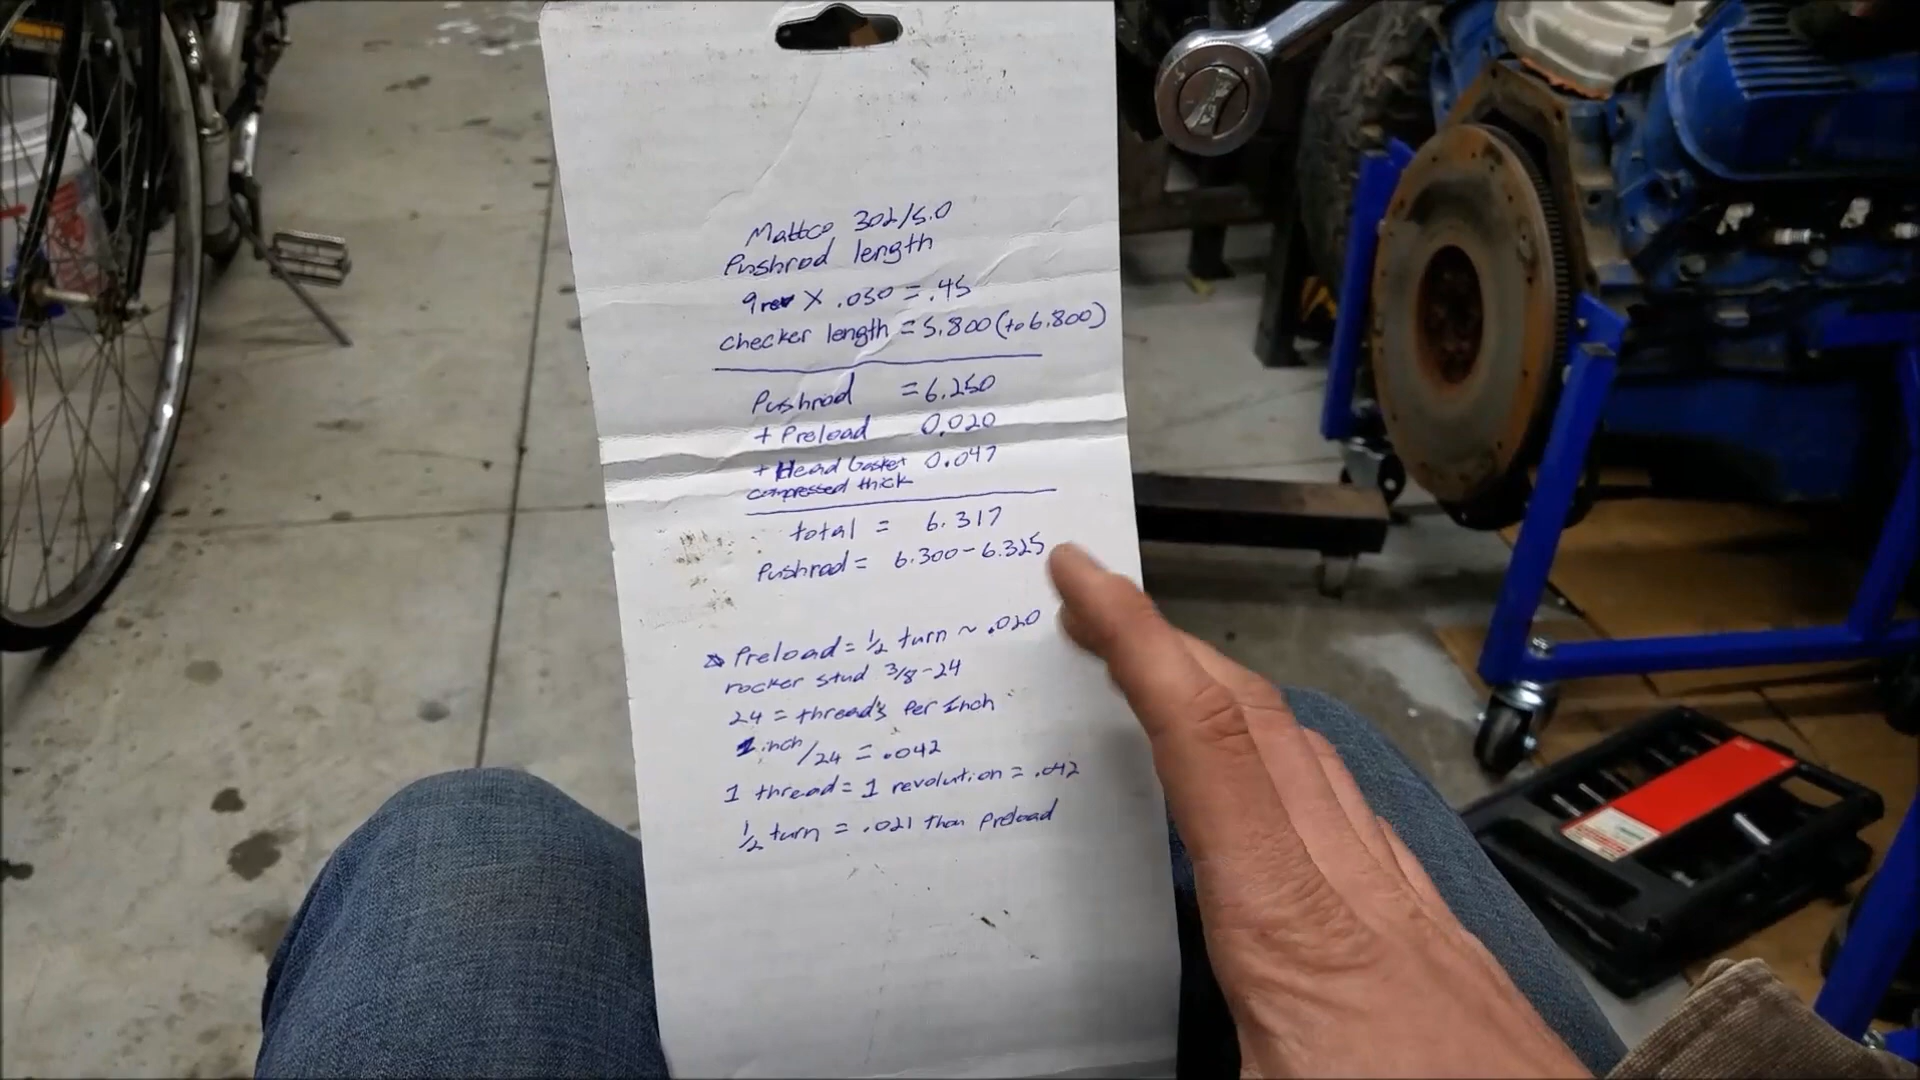 Mattco 302/5.0
Pushrod length
9rev X .050 = .45
checker length = 5.800 (to 6.800)
Pushrod = 6.250
+ Preload 0.020
+ Head Gasket 0.047
compressed thick
total = 6.317
Pushrod = 6.300 - 6.325
Preload = 1/2 turn ~ .020
rocker stud 3/8-24
24 = thread's per Inch
1 inch/24 = .042
1 thread = 1 revolution = .042
1/2 turn = .021 than preload